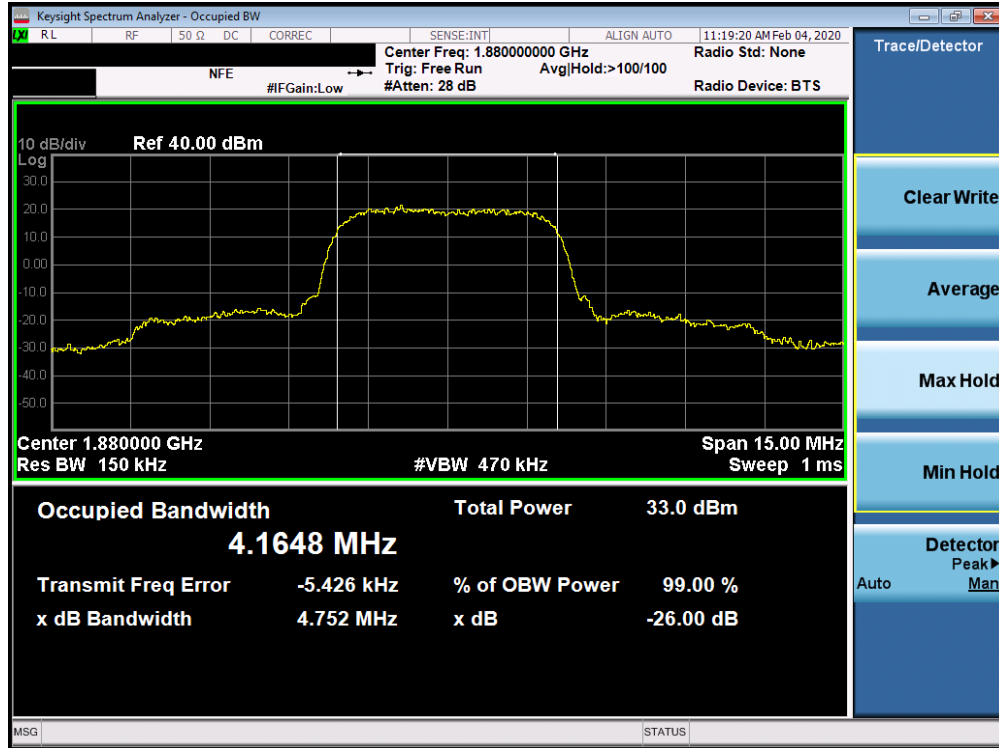 Keysight Spectrum Analyzer - Occupied BW
LXI RL RF 50 Ω DC CORREC SENSE:INT ALIGN AUTO 11:19:20 AM Feb 04, 2020
Center Freq: 1.880000000 GHz Radio Std: None
NFE Trig: Free Run Avg|Hold:>100/100
#IFGain:Low #Atten: 28 dB Radio Device: BTS
Trace/Detector
10 dB/div Ref 40.00 dBm
Log
30.0
20.0
10.0
0.00
-10.0
-20.0
-30.0
-40.0
-50.0
Center 1.880000 GHz Span 15.00 MHz
Res BW 150 kHz #VBW 470 kHz Sweep 1 ms
Occupied Bandwidth Total Power 33.0 dBm
4.1648 MHz
Transmit Freq Error -5.426 kHz % of OBW Power 99.00 %
x dB Bandwidth 4.752 MHz x dB -26.00 dB
Clear Write
Average
Max Hold
Min Hold
Detector
Peak▶
Auto Man
MSG STATUS